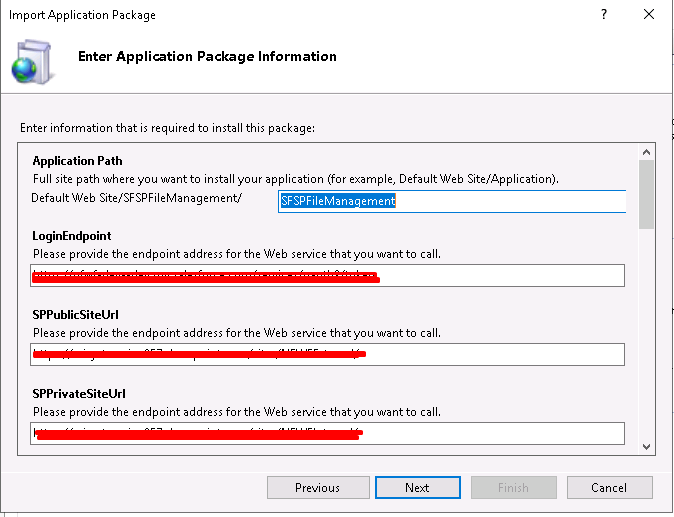 Import Application Package
?
Enter Application Package Information
Enter information that is required to install this package:
Application Path
Full site path where you want to install your application (for example, Default Web Site/Application).
Default Web Site/SFSPFileManagement/ SFSPFileManagement
LoginEndpoint
Please provide the endpoint address for the Web service that you want to call.
SPPublicSiteUrl
Please provide the endpoint address for the Web service that you want to call.
SPPrivateSiteUrl
Please provide the endpoint address for the Web service that you want to call.
Previous Next Finish Cancel